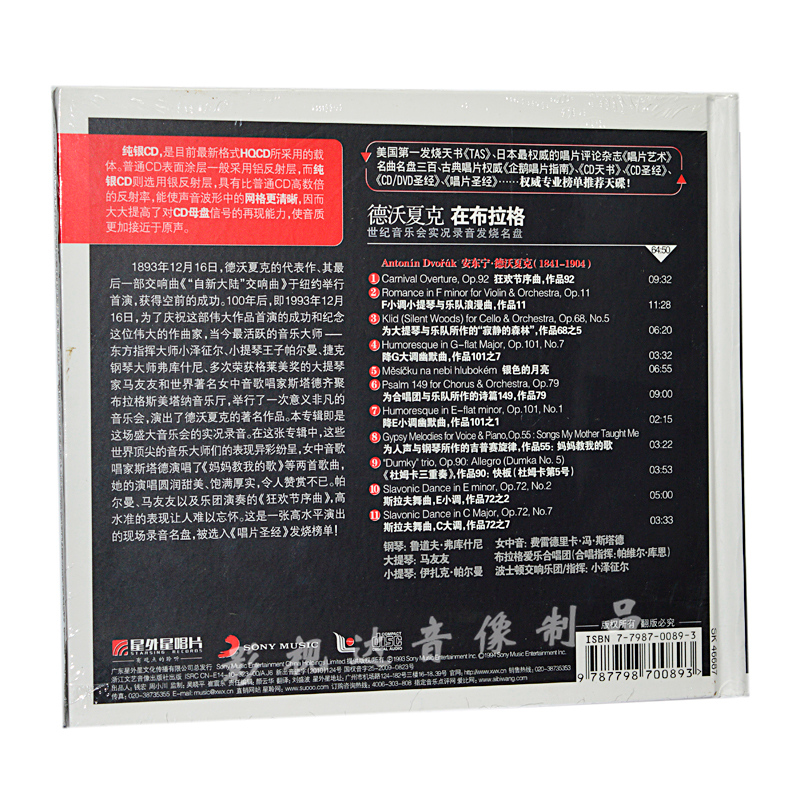 纯银CD,是目前最新格式HQCD所采用的载
体。普通CD表面涂层一般采用铝反射层,而纯
银CD则选用银反射层,具有比普通CD高数倍
的反射率,能使声音波形中的网格更清晰,因而
大大提高了对CD母盘信号的再现能力,使音质
更加接近于原声。
1893年12月16日,德沃夏克的代表作、其最
后一部交响曲《“自新大陆”交响曲》于纽约举行
首演,获得空前的成功。100年后,即1993年12月
16日,为了庆祝这部伟大作品首演的成功和纪念
这位伟大的作曲家,当今最活跃的音乐大师——
东方指挥大师小泽征尔、小提琴王子帕尔曼、捷克
钢琴大师弗库什尼、多次荣获格莱美奖的大提琴
家马友友和世界著名女中音歌唱家斯塔德齐聚
布拉格斯美塔纳音乐厅,举行了一次意义非凡的
音乐会,演出了德沃夏克的著名作品。本专辑即是
这场盛大音乐会的实况录音。在这张专辑中,这些
世界顶尖的音乐大师们的表现异彩纷呈,女中音歌
唱家斯塔德演唱了《妈妈教我的歌》等两首歌曲,
她的演唱圆润甜美、饱满厚实,令人赞赏不已。帕
尔曼、马友友以及乐团演奏的《狂欢节序曲》,高
水准的表现让人难以忘怀。这是一张高水平演出
的现场录音名盘,被选入《唱片圣经》发烧榜单!
美国第一发烧天书《TAS》、日本最权威的唱片评论杂志《唱片艺术》
名曲名盘三百、古典唱片权威《企鹅唱片指南》、《CD天书》、《CD圣经》、
《CD/DVD圣经》、《唱片圣经》……权威专业榜单推荐天碟!
德沃夏克 在布拉格
世纪音乐会实况录音发烧名盘
64:50
Antonín Dvořák 安东宁·德沃夏克(1841-1904)
1 Carnival Overture, Op.92 狂欢节序曲,作品92 09:32
2 Romance in F minor for Violin & Orchestra, Op.11
F小调小提琴与乐队浪漫曲,作品11 11:28
3 Klid (Silent Woods) for Cello & Orchestra, Op.68, No.5
为大提琴与乐队所作的“寂静的森林”,作品68之5 06:20
4 Humoresque in G-flat Major, Op.101, No.7
降G大调幽默曲,作品101之7 03:32
5 Měsíčku na nebi hlubokém 银色的月亮 06:55
6 Psalm 149 for Chorus & Orchestra, Op.79
为合唱团与乐队所作的诗篇149,作品79 09:00
7 Humoresque in E-flat minor, Op.101, No.1
降E小调幽默曲,作品101之1 02:15
8 Gypsy Melodies for Voice & Piano,Op.55 : Songs My Mother Taught Me
为人声与钢琴所作的吉普赛旋律,作品55: 妈妈教我的歌 03:22
9 "Dumky" trio, Op.90: Allegro (Dumka No. 5)
《杜姆卡三重奏》,作品90; 快板(杜姆卡第5号) 03:53
10 Slavonic Dance in E minor, Op.72, No.2
斯拉夫舞曲,E小调,作品72之2 05:00
11 Slavonic Dance in C Major, Op.72, No.7
斯拉夫舞曲,C大调,作品72之7 03:33
钢琴: 鲁道夫·弗库什尼 女中音: 费雷德里卡·冯·斯塔德
大提琴: 马友友 布拉格爱乐合唱团(合唱指挥:帕维尔·库恩)
小提琴: 伊扎克·帕尔曼 波士顿交响乐团/指挥: 小泽征尔
版权所有 翻版必究
星外星唱片
STARSING RECORDS
SONY MUSIC
COMPACT
DISC
DIGITAL AUDIO
音像制品
ISBN 7-7987-0089-3
9 787798 700893
SK 46687